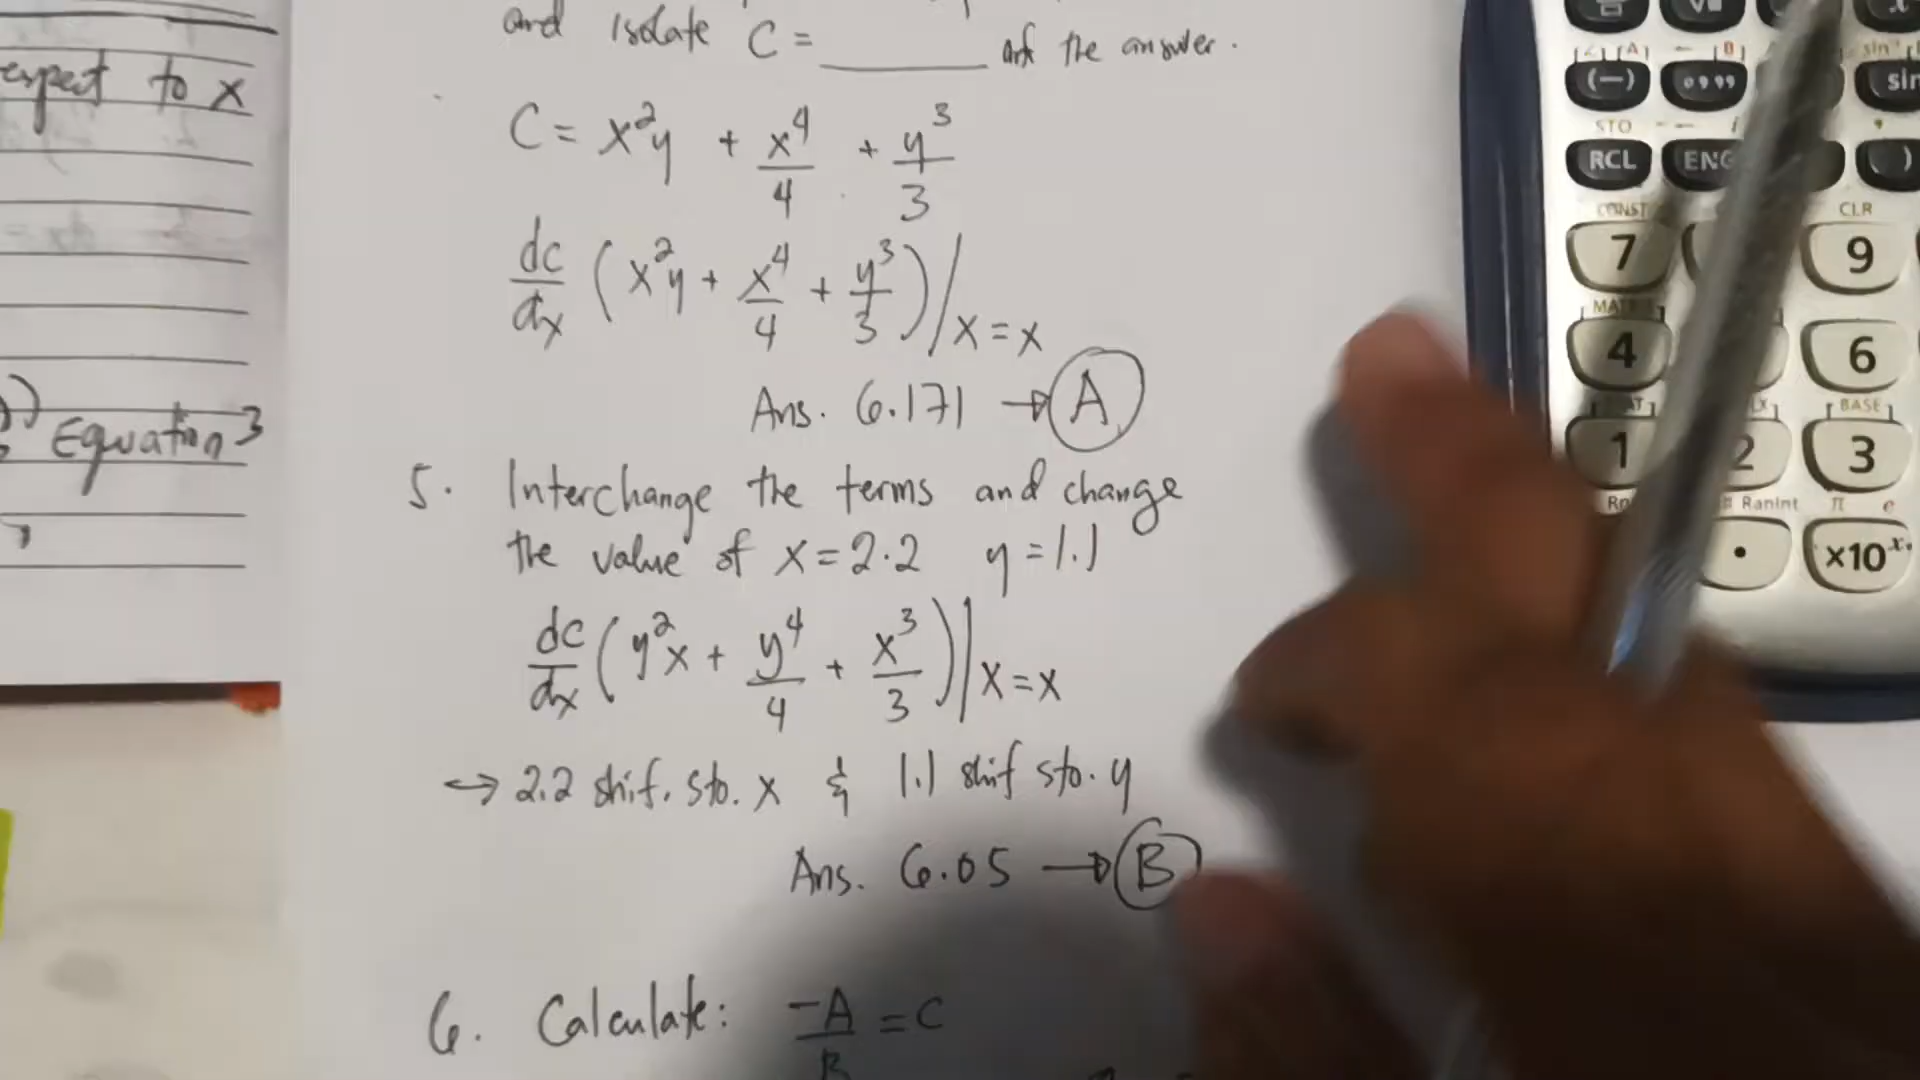 and isolate C = ______ as the answer.
espect to x
C = x²y + x⁴/4 + y³/3
dc/dx (x²y + x⁴/4 + y³/3)|x=x
Ans. 6.171 → A
Equation 3
5. Interchange the terms and change
the value of x = 2.2 y = 1.1
dc/dx (y²x + y⁴/4 + x³/3)|x=x
↔ 2.2 shif. sto. x & 1.1 shif sto. y
Ans. 6.05 → B
6. Calculate: -A/B = C
(−) sin
STO
RCL ENG )
CONST CLR
7 9
4 6
BASE
1 2 3
RanInt π e
. ×10ˣ